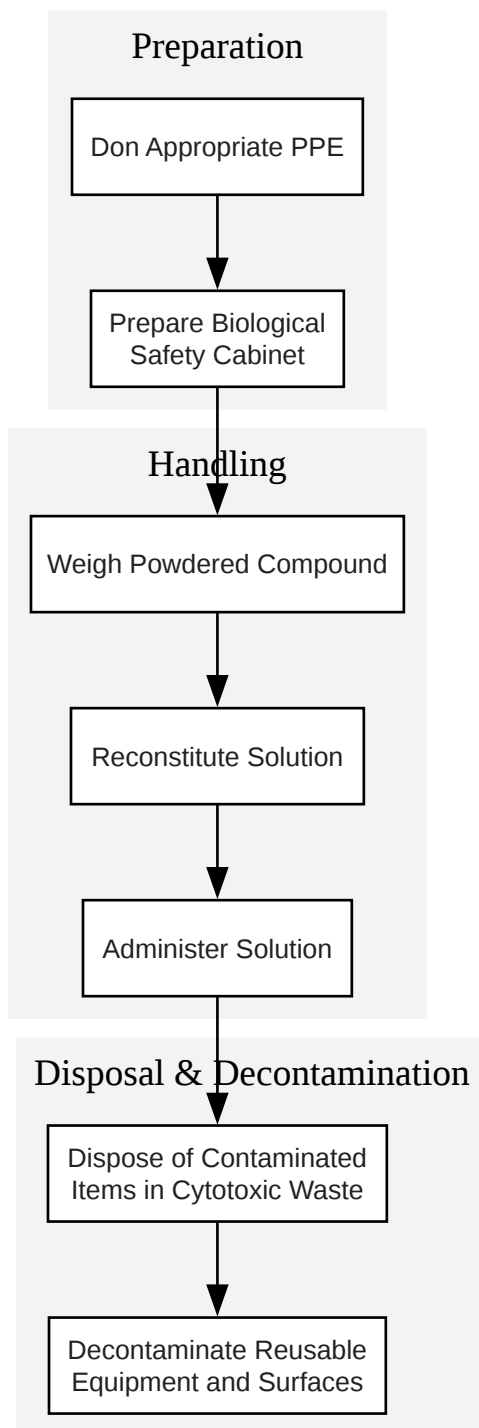 Preparation
Don Appropriate PPE
Prepare Biological
Safety Cabinet
Handling
Weigh Powdered Compound
Reconstitute Solution
Administer Solution
Disposal & Decontamination
Dispose of Contaminated
Items in Cytotoxic Waste
Decontaminate Reusable
Equipment and Surfaces